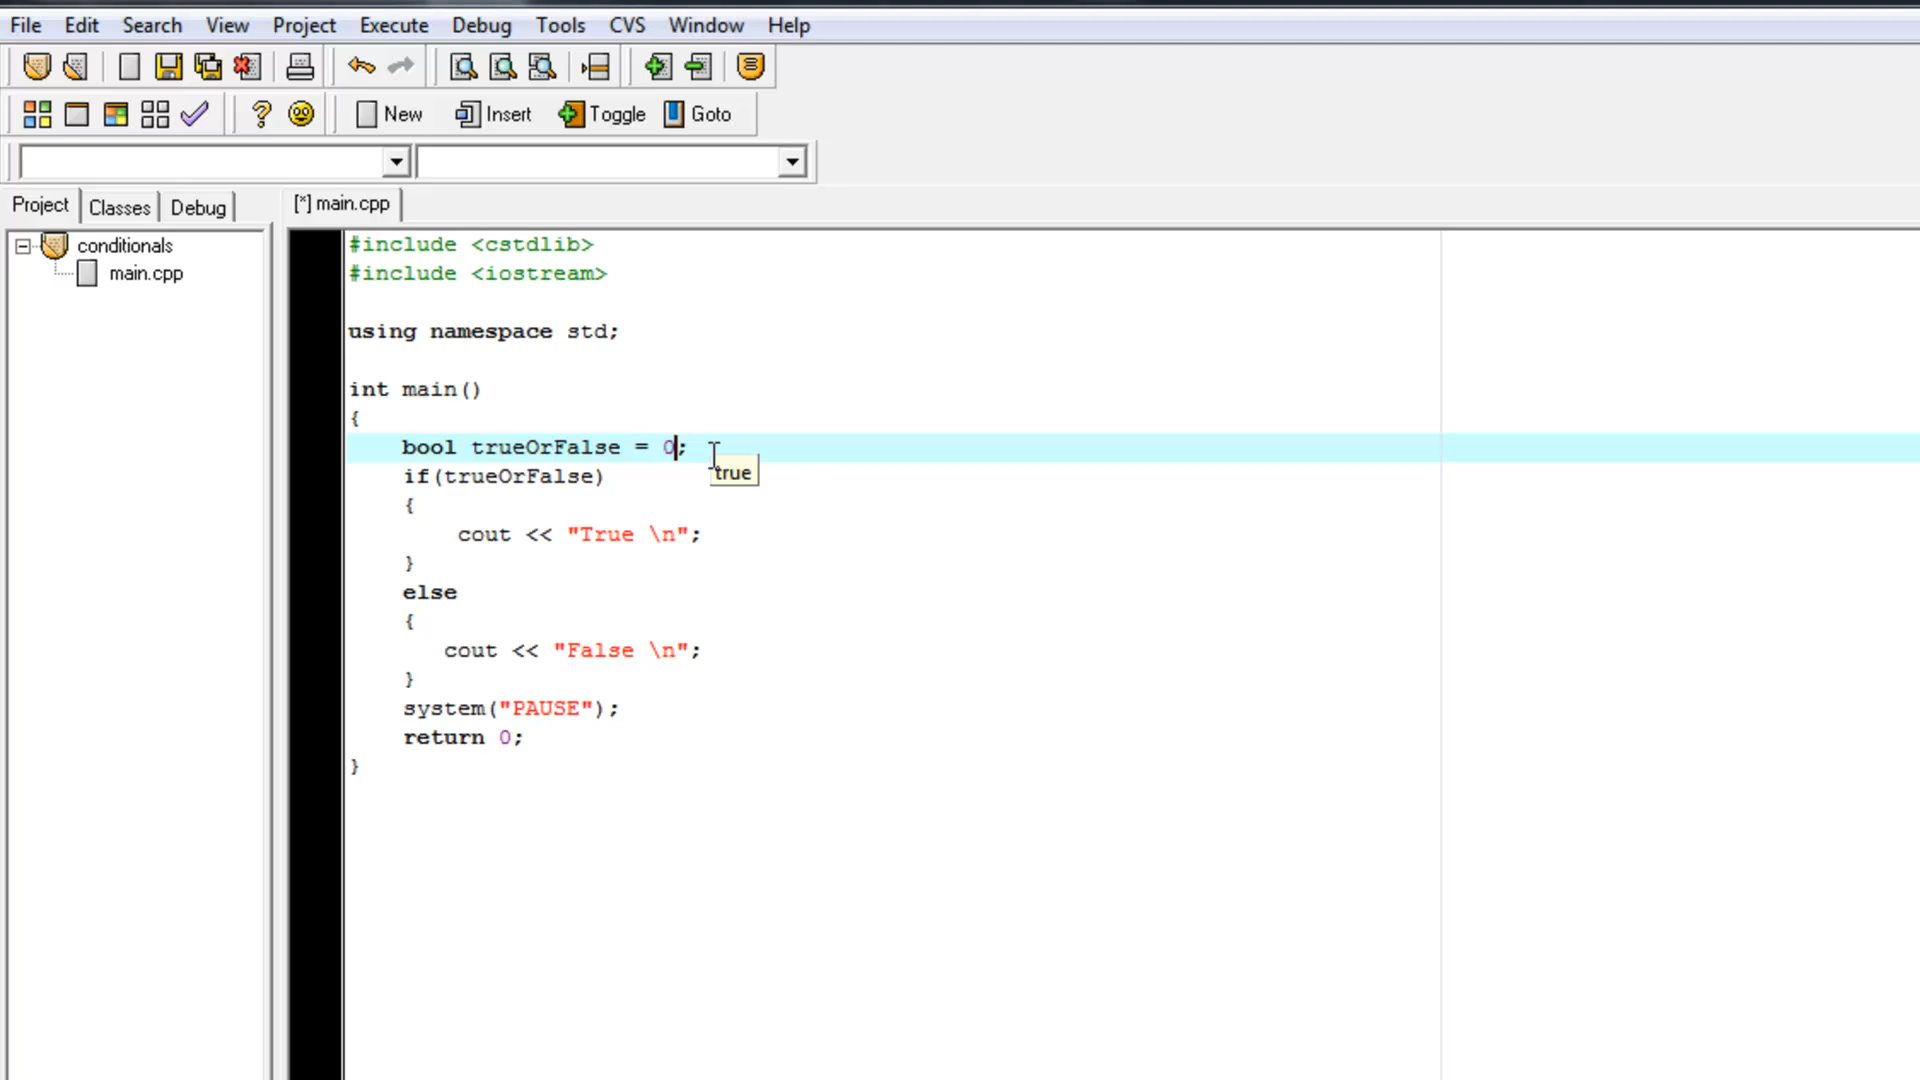 File Edit Search View Project Execute Debug Tools CVS Window Help
New Insert Toggle Goto
Project Classes Debug [*] main.cpp
conditionals
main.cpp
#include <cstdlib>
#include <iostream>
using namespace std;
int main()
{
bool trueOrFalse = 0;
true
if(trueOrFalse)
{
cout << "True \n";
}
else
{
cout << "False \n";
}
system("PAUSE");
return 0;
}